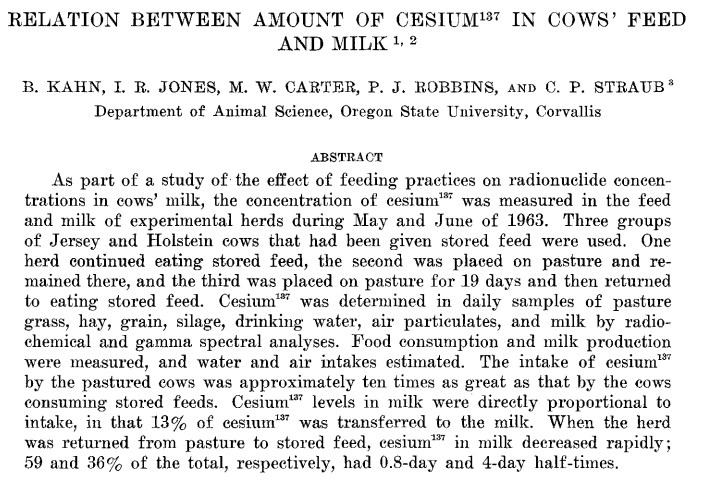 RELATION BETWEEN AMOUNT OF CESIUM¹³⁷ IN COWS' FEED
AND MILK ¹, ²
B. KAHN, I. R. JONES, M. W. CARTER, P. J. ROBBINS, AND C. P. STRAUB ³
Department of Animal Science, Oregon State University, Corvallis
ABSTRACT
As part of a study of the effect of feeding practices on radionuclide concen-
trations in cows' milk, the concentration of cesium¹³⁷ was measured in the feed
and milk of experimental herds during May and June of 1963. Three groups
of Jersey and Holstein cows that had been given stored feed were used. One
herd continued eating stored feed, the second was placed on pasture and re-
mained there, and the third was placed on pasture for 19 days and then returned
to eating stored feed. Cesium¹³⁷ was determined in daily samples of pasture
grass, hay, grain, silage, drinking water, air particulates, and milk by radio-
chemical and gamma spectral analyses. Food consumption and milk production
were measured, and water and air intakes estimated. The intake of cesium¹³⁷
by the pastured cows was approximately ten times as great as that by the cows
consuming stored feeds. Cesium¹³⁷ levels in milk were directly proportional to
intake, in that 13% of cesium¹³⁷ was transferred to the milk. When the herd
was returned from pasture to stored feed, cesium¹³⁷ in milk decreased rapidly;
59 and 36% of the total, respectively, had 0.8-day and 4-day half-times.